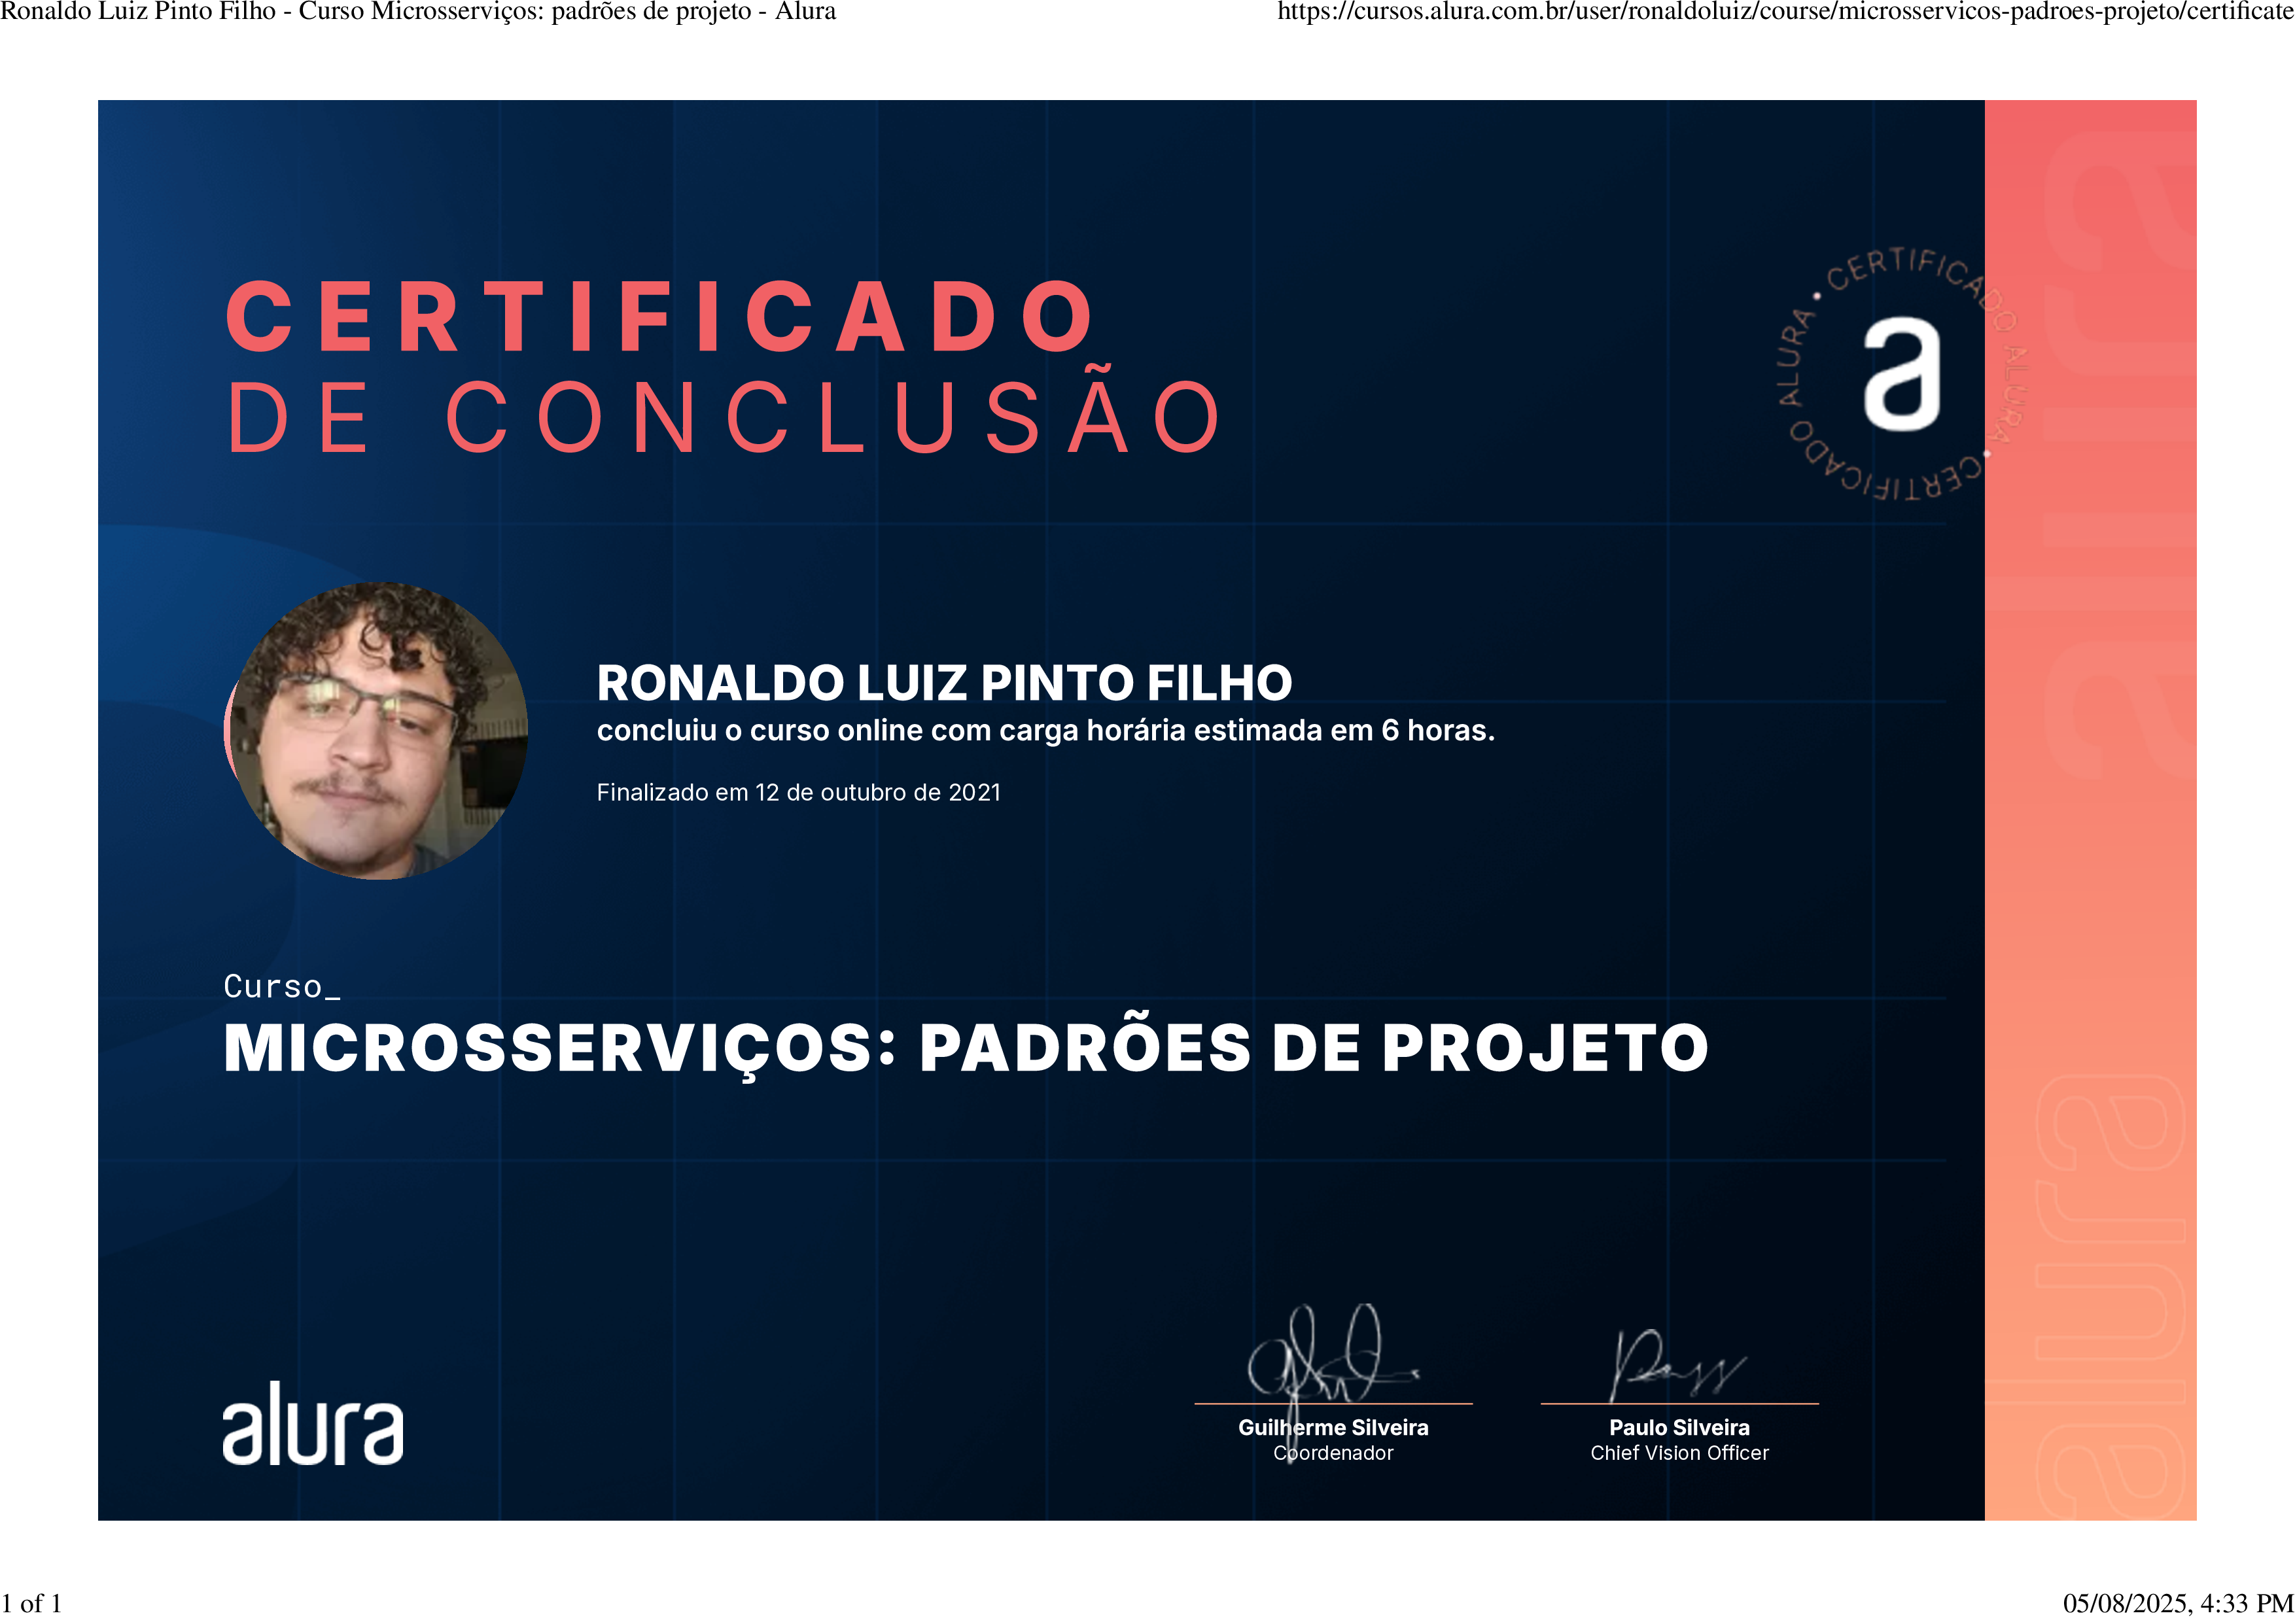 Ronaldo Luiz Pinto Filho - Curso Microsserviços: padrões de projeto - Alura
https://cursos.alura.com.br/user/ronaldoluiz/course/microsservicos-padroes-projeto/certificate
CERTIFICADO
DE CONCLUSÃO
• CERTIFICADO ALURA • CERTIFICADO ALURA
a
alura
RONALDO LUIZ PINTO FILHO
concluiu o curso online com carga horária estimada em 6 horas.
Finalizado em 12 de outubro de 2021
Curso_
MICROSSERVIÇOS: PADRÕES DE PROJETO
alura
alura
Guilherme Silveira
Coordenador
Paulo Silveira
Chief Vision Officer
1 of 1
05/08/2025, 4:33 PM